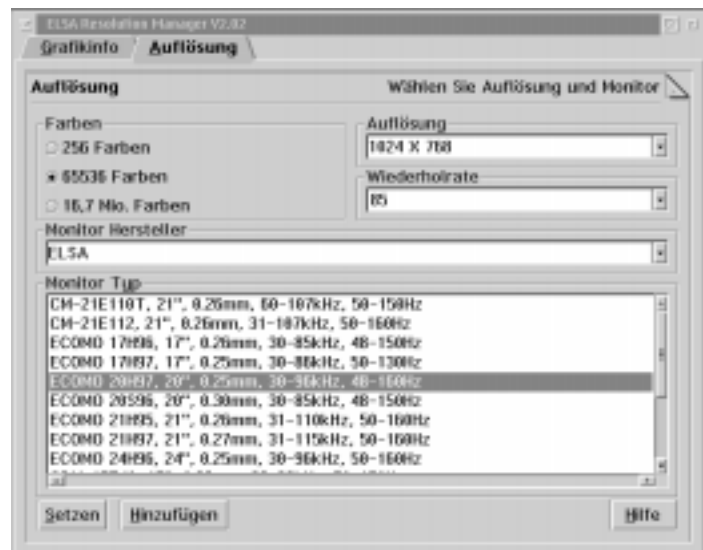 ELSA Resolution Manager V2.02
Grafikinfo
Auflösung
Auflösung
Wählen Sie Auflösung und Monitor
Farben
256 Farben
65536 Farben
16,7 Mio. Farben
Auflösung
1024 X 768
Wiederholrate
85
Monitor Hersteller
ELSA
Monitor Typ
CM-21E110T, 21", 0.26mm, 60-107kHz, 50-150Hz
CM-21E112, 21", 0.26mm, 31-107kHz, 50-160Hz
ECOMO 17H96, 17", 0.26mm, 30-85kHz, 48-150Hz
ECOMO 17H97, 17", 0.25mm, 30-86kHz, 50-130Hz
ECOMO 20H97, 20", 0.25mm, 30-96kHz, 48-160Hz
ECOMO 20S96, 20", 0.30mm, 30-85kHz, 48-150Hz
ECOMO 21H95, 21", 0.26mm, 31-110kHz, 50-160Hz
ECOMO 21H97, 21", 0.27mm, 31-115kHz, 50-160Hz
ECOMO 24H96, 24", 0.25mm, 30-96kHz, 50-160Hz
Setzen
Hinzufügen
Hilfe